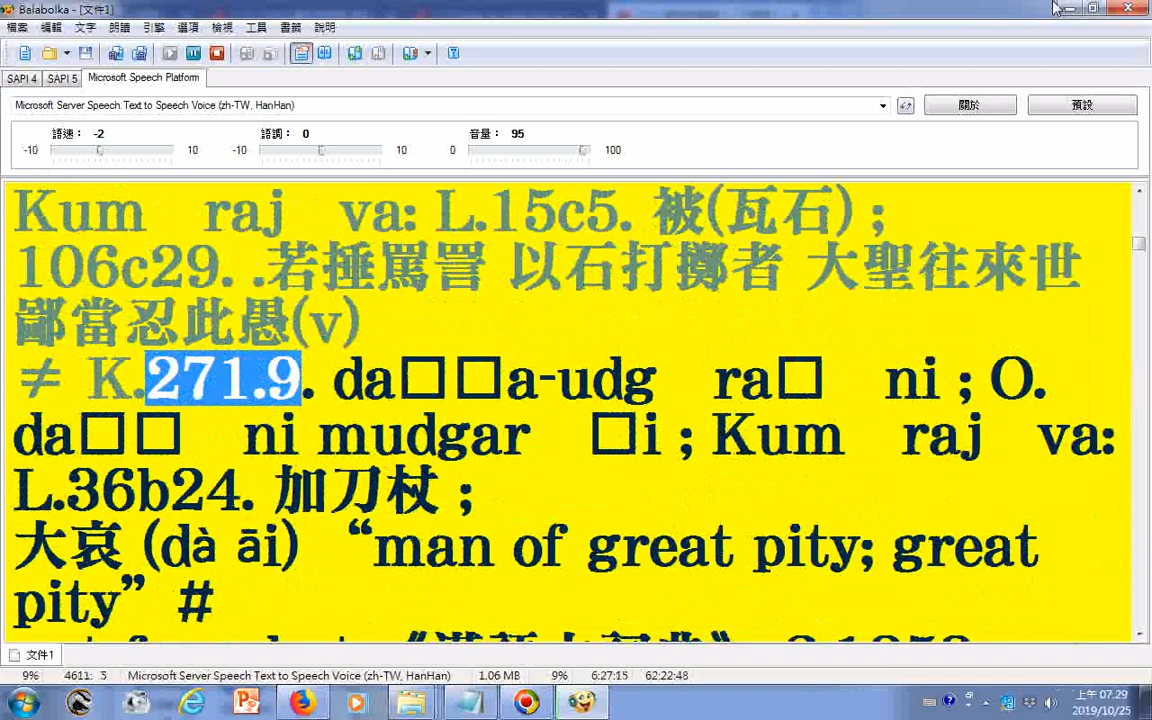 Balabolka - [文件1]
檔案 編輯 文字 朗讀 引擎 選項 檢視 工具 書籤 說明
SAPI 4 SAPI 5 Microsoft Speech Platform
Microsoft Server Speech Text to Speech Voice (zh-TW, HanHan) 關於 預設
語速： -2 語調： 0 音量： 95
-10 10 -10 10 0 100
Kum raj va: L.15c5. 被(瓦石) ;
106c29. .若捶罵詈 以石打擲者 大聖往來世
鄙當忍此愚(v)
≠ K.271.9. da□□a-udg ra□ ni ; O.
da□□ ni mudgar □i ; Kum raj va:
L.36b24. 加刀杖 ;
大哀 (dà āi) “man of great pity; great
pity” #
文件1
9% 4611: 5 Microsoft Server Speech Text to Speech Voice (zh-TW, HanHan) 1.06 MB 9% 6:27:15 62:22:48
上午 07:29
2019/10/25